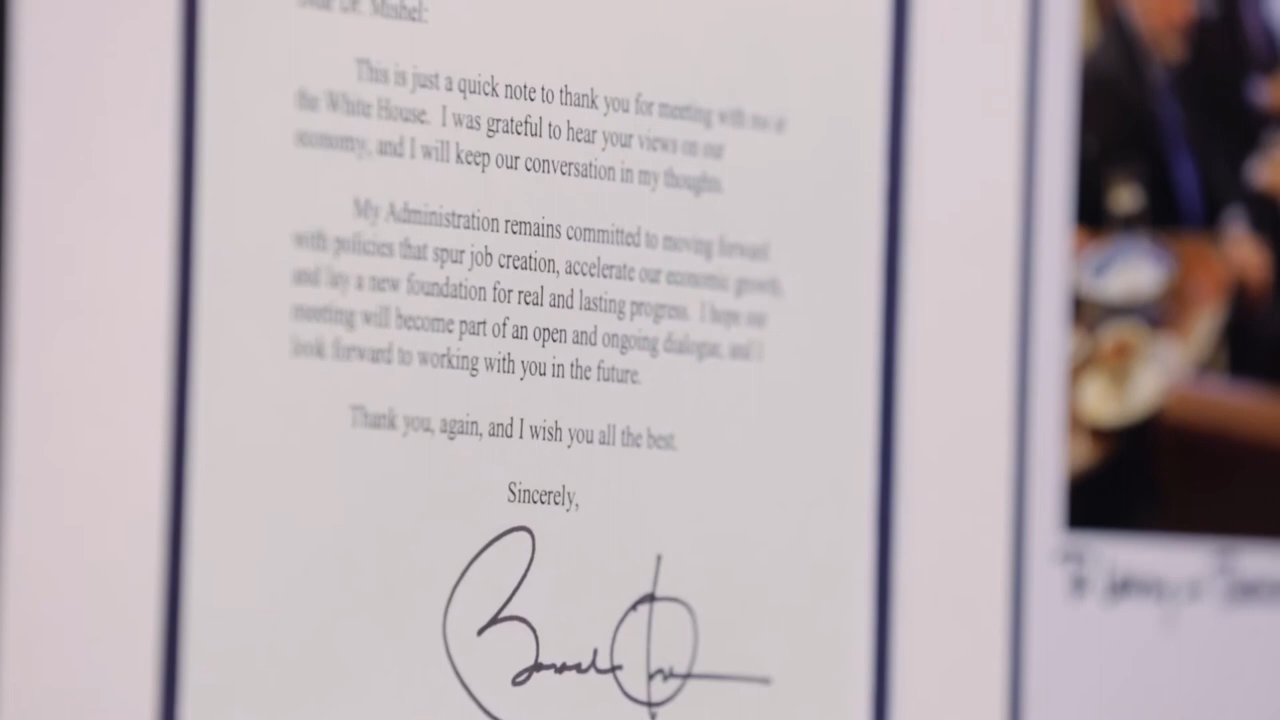 Dear Dr. Mishel:
This is just a quick note to thank you for meeting with me at
the White House. I was grateful to hear your views on our
economy, and I will keep our conversation in my thoughts.
My Administration remains committed to moving forward
with policies that spur job creation, accelerate our economic growth,
and lay a new foundation for real and lasting progress. I hope our
meeting will become part of an open and ongoing dialogue, and I
look forward to working with you in the future.
Thank you, again, and I wish you all the best.
Sincerely,
Barack Obama
To